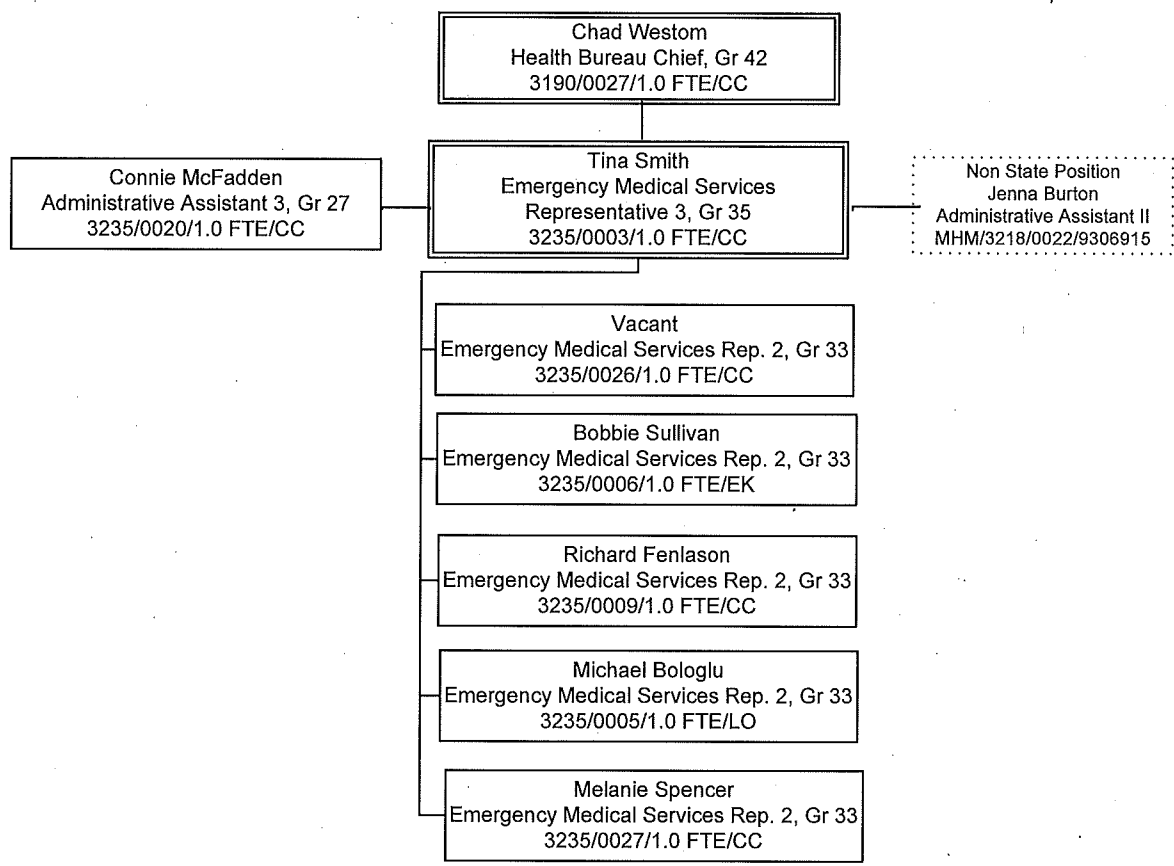 Chad Westom
Health Bureau Chief, Gr 42
3190/0027/1.0 FTE/CC
Connie McFadden
Administrative Assistant 3, Gr 27
3235/0020/1.0 FTE/CC
Tina Smith
Emergency Medical Services
Representative 3, Gr 35
3235/0003/1.0 FTE/CC
Non State Position
Jenna Burton
Administrative Assistant II
MHM/3218/0022/9306915
Vacant
Emergency Medical Services Rep. 2, Gr 33
3235/0026/1.0 FTE/CC
Bobbie Sullivan
Emergency Medical Services Rep. 2, Gr 33
3235/0006/1.0 FTE/EK
Richard Fenlason
Emergency Medical Services Rep. 2, Gr 33
3235/0009/1.0 FTE/CC
Michael Bologlu
Emergency Medical Services Rep. 2, Gr 33
3235/0005/1.0 FTE/LO
Melanie Spencer
Emergency Medical Services Rep. 2, Gr 33
3235/0027/1.0 FTE/CC